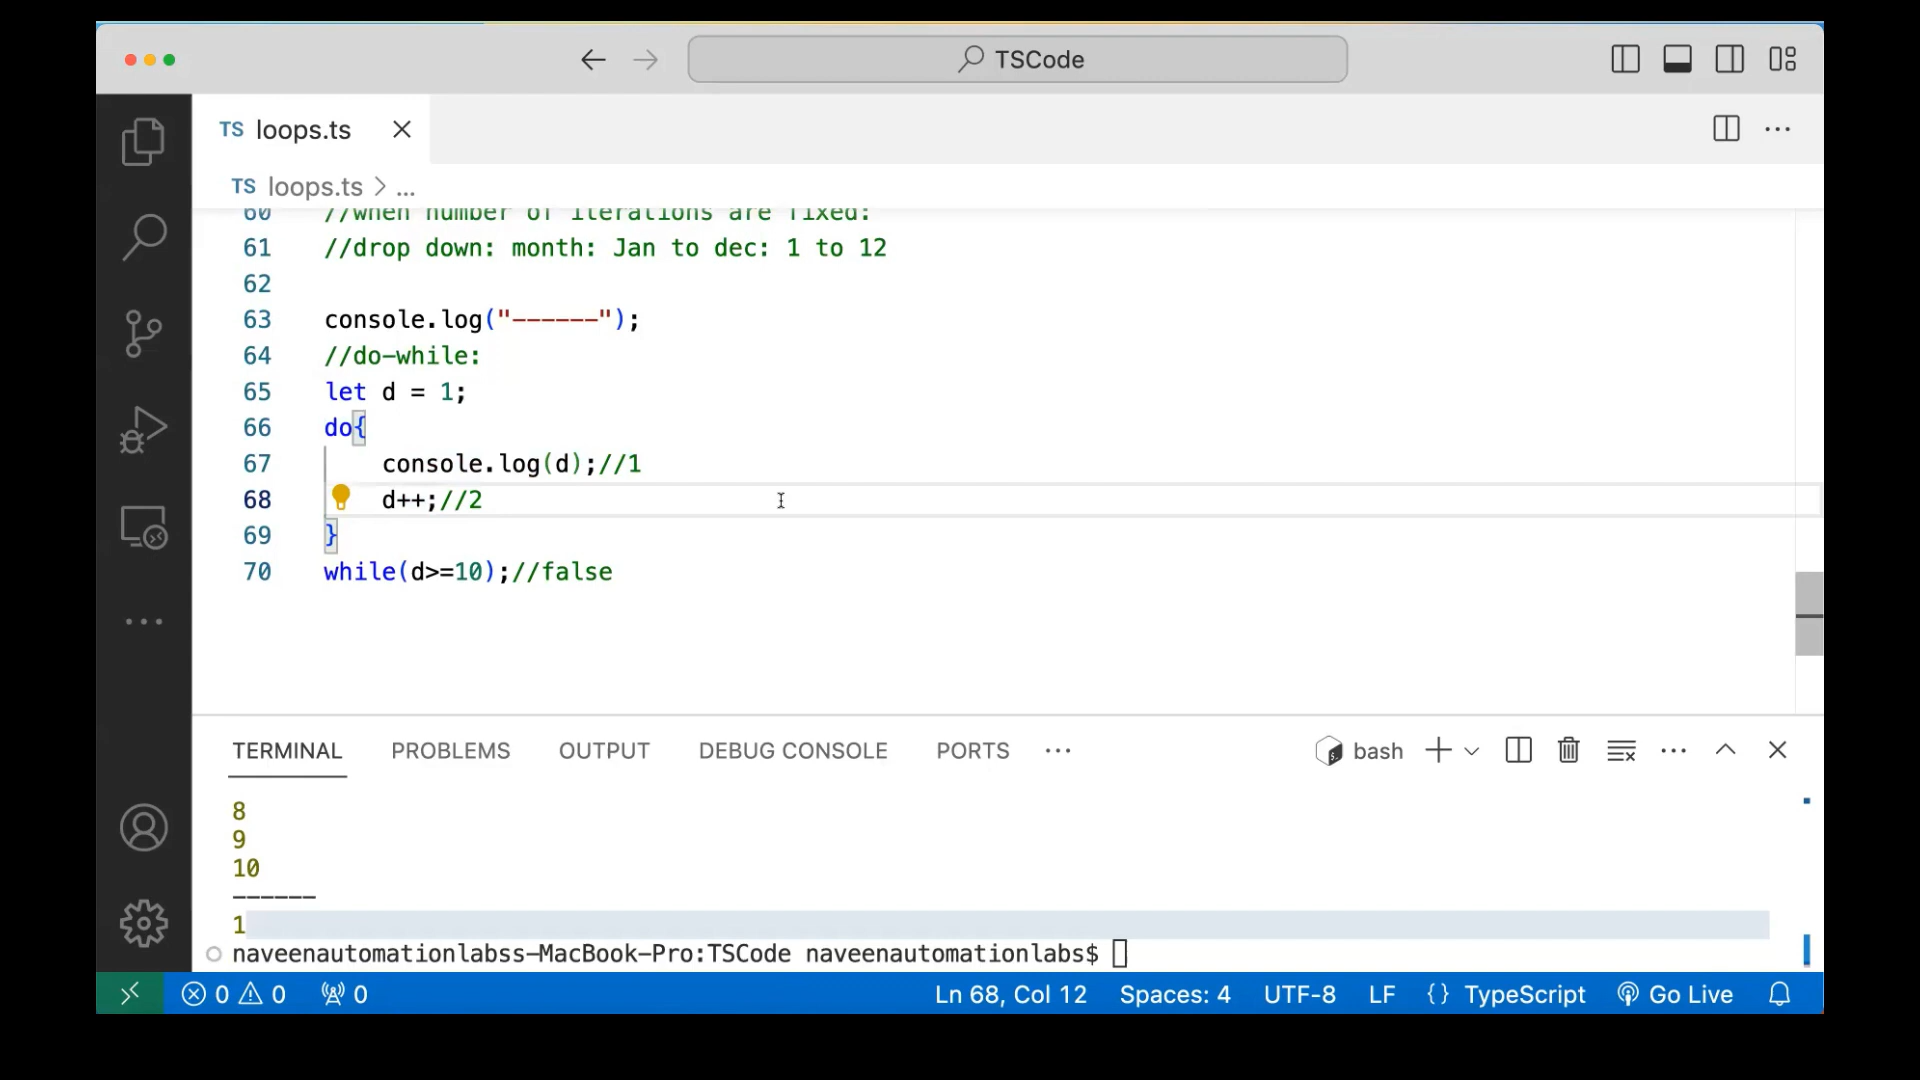 TSCode
TS loops.ts
TS loops.ts > ...
60 //when number of iterations are fixed:
61 //drop down: month: Jan to dec: 1 to 12
62
63 console.log("------");
64 //do-while:
65 let d = 1;
66 do{
67 console.log(d);//1
68 d++;//2
69 }
70 while(d>=10);//false
TERMINAL PROBLEMS OUTPUT DEBUG CONSOLE PORTS ... bash
8
9
10
------
1
naveenautomationlabss-MacBook-Pro:TSCode naveenautomationlabs$
0 0 0 Ln 68, Col 12 Spaces: 4 UTF-8 LF {} TypeScript Go Live